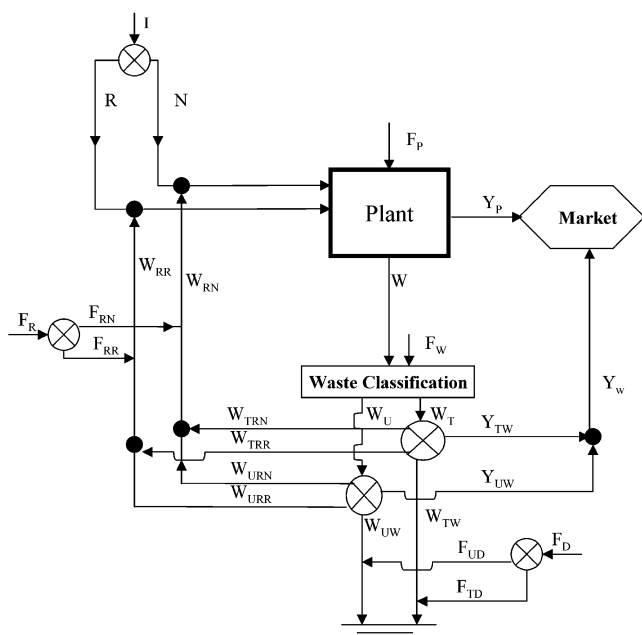 I
R
N
F_P
Plant
Y_P
Market
W_RR
W_RN
W
F_R
F_RN
F_RR
F_W
Waste Classification
Y_w
W_TRN
W_U
W_T
W_TRR
Y_TW
W_URN
W_URR
Y_UW
W_UW
W_TW
F_UD
F_D
F_TD